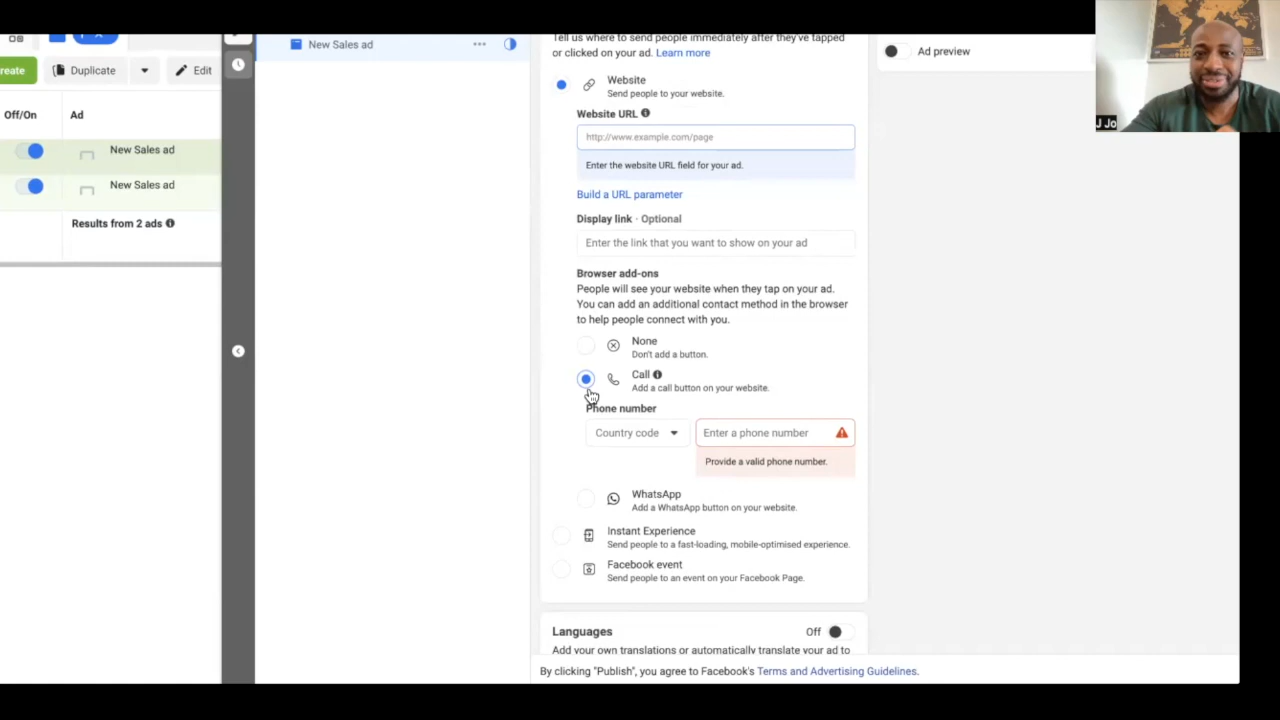 New Sales ad
reate
Duplicate
Edit
Off/On
Ad
New Sales ad
New Sales ad
Results from 2 ads
Tell us where to send people immediately after they've tapped
or clicked on your ad. Learn more
Website
Send people to your website.
Website URL
http://www.example.com/page
Enter the website URL field for your ad.
Build a URL parameter
Display link · Optional
Enter the link that you want to show on your ad
Browser add-ons
People will see your website when they tap on your ad.
You can add an additional contact method in the browser
to help people connect with you.
None
Don't add a button.
Call
Add a call button on your website.
Phone number
Country code
Enter a phone number
Provide a valid phone number.
WhatsApp
Add a WhatsApp button on your website.
Instant Experience
Send people to a fast-loading, mobile-optimised experience.
Facebook event
Send people to an event on your Facebook Page.
Languages
Off
Add your own translations or automatically translate your ad to
By clicking "Publish", you agree to Facebook's Terms and Advertising Guidelines.
Ad preview
J Jo